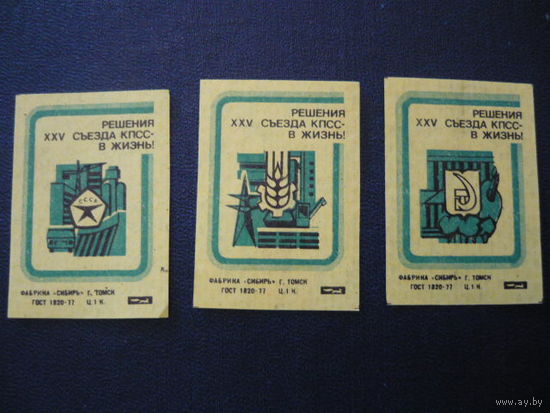 РЕШЕНИЯ
XXV СЪЕЗДА КПСС-
В ЖИЗНЬ!
СССР
ФАБРИКА «СИБИРЬ» Г. ТОМСК
ГОСТ 1820-77 Ц. 1 К.
РЕШЕНИЯ
XXV СЪЕЗДА КПСС-
В ЖИЗНЬ!
ФАБРИКА «СИБИРЬ» Г. ТОМСК
ГОСТ 1820-77 Ц. 1 К.
РЕШЕНИЯ
XXV СЪЕЗДА КПСС-
В ЖИЗНЬ!
ФАБРИКА «СИБИРЬ» Г. ТОМСК
ГОСТ 1820-77 Ц. 1 К.
www.ay.by